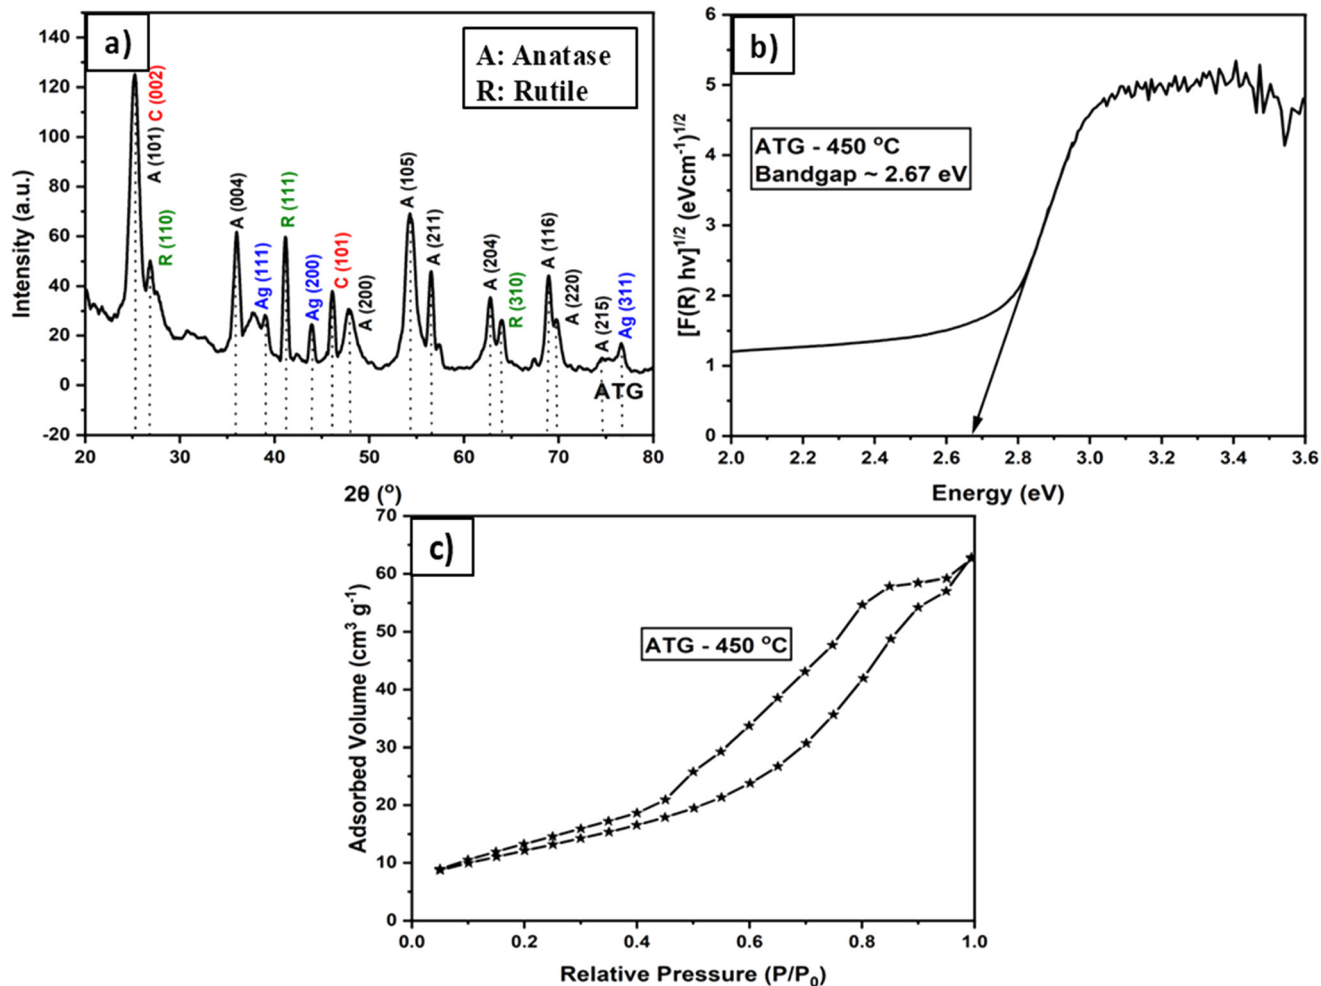 a)
A: Anatase
R: Rutile
140
120
100
80
60
40
20
0
-20
Intensity (a.u.)
A (101) C (002)
R (110)
A (004)
Ag (111)
R (111)
Ag (200)
C (101)
A (200)
A (105)
A (211)
A (204)
R (310)
A (116)
A (220)
A (215)
Ag (311)
ATG
20 30 40 50 60 70 80
2θ (°)
b)
6
5
4
3
2
1
0
[F(R) hv]^1/2 (eVcm-1)^1/2
ATG - 450 °C
Bandgap ~ 2.67 eV
2.0 2.2 2.4 2.6 2.8 3.0 3.2 3.4 3.6
Energy (eV)
c)
70
60
50
40
30
20
10
0
Adsorbed Volume (cm³ g⁻¹)
ATG - 450 °C
0.0 0.2 0.4 0.6 0.8 1.0
Relative Pressure (P/P₀)